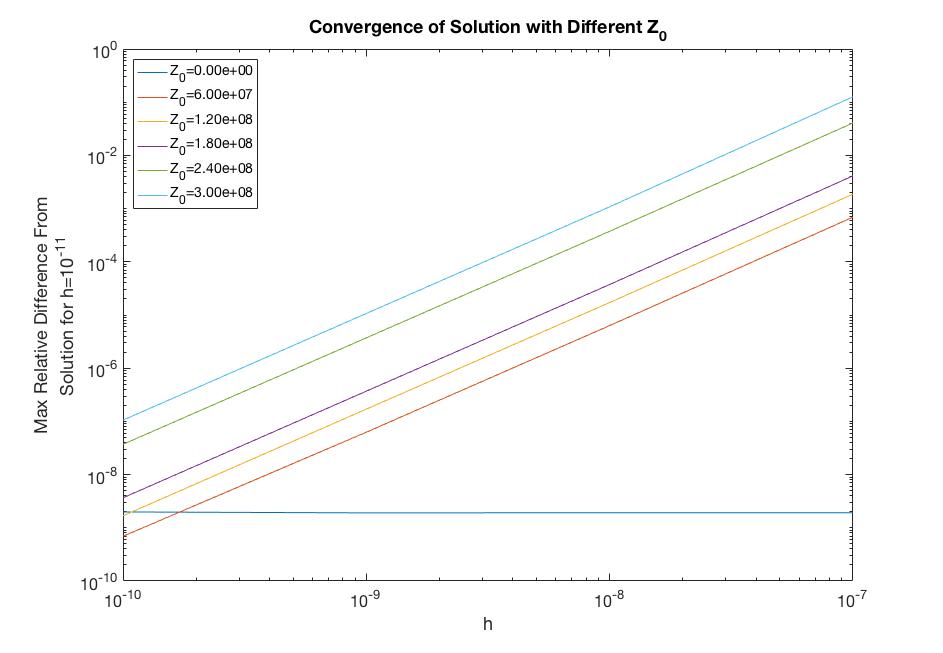 Convergence of Solution with Different Z₀
Max Relative Difference From
Solution for h=10⁻¹¹
10⁰
10⁻²
10⁻⁴
10⁻⁶
10⁻⁸
10⁻¹⁰
Z₀=0.00e+00
Z₀=6.00e+07
Z₀=1.20e+08
Z₀=1.80e+08
Z₀=2.40e+08
Z₀=3.00e+08
10⁻¹⁰ 10⁻⁹ 10⁻⁸ 10⁻⁷
h